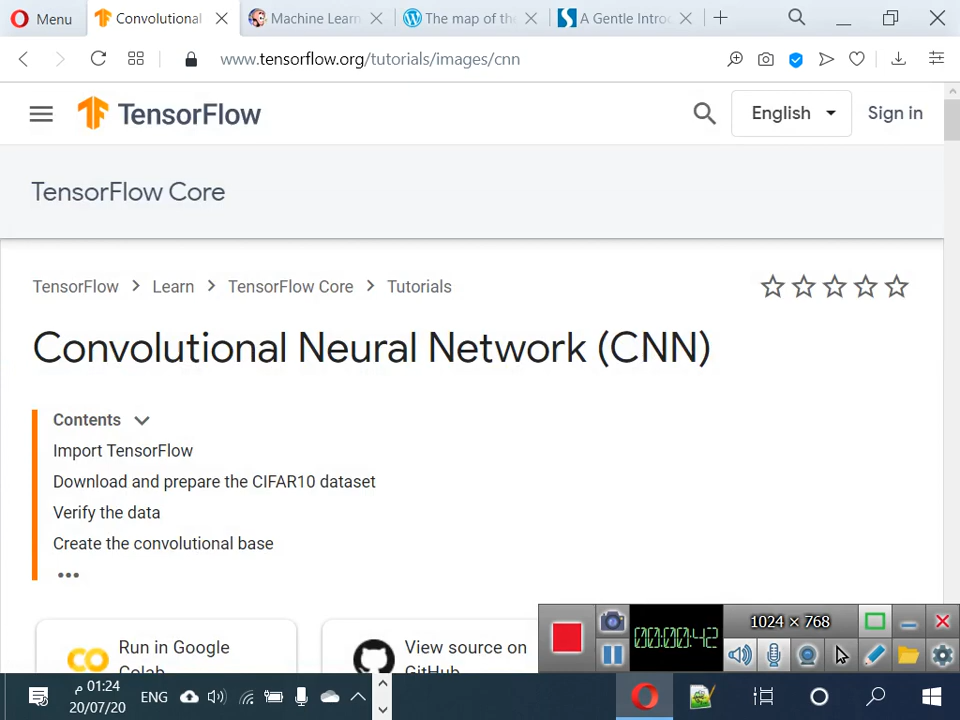 Menu
Convolutional
Machine Learn
The map of the
A Gentle Intro
www.tensorflow.org/tutorials/images/cnn
TensorFlow
English
Sign in
TensorFlow Core
TensorFlow
Learn
TensorFlow Core
Tutorials
Convolutional Neural Network (CNN)
Contents
Import TensorFlow
Download and prepare the CIFAR10 dataset
Verify the data
Create the convolutional base
Run in Google
Colab
View source on
GitHub
00:00:42
1024 × 768
01:24 م
ENG
20/07/20